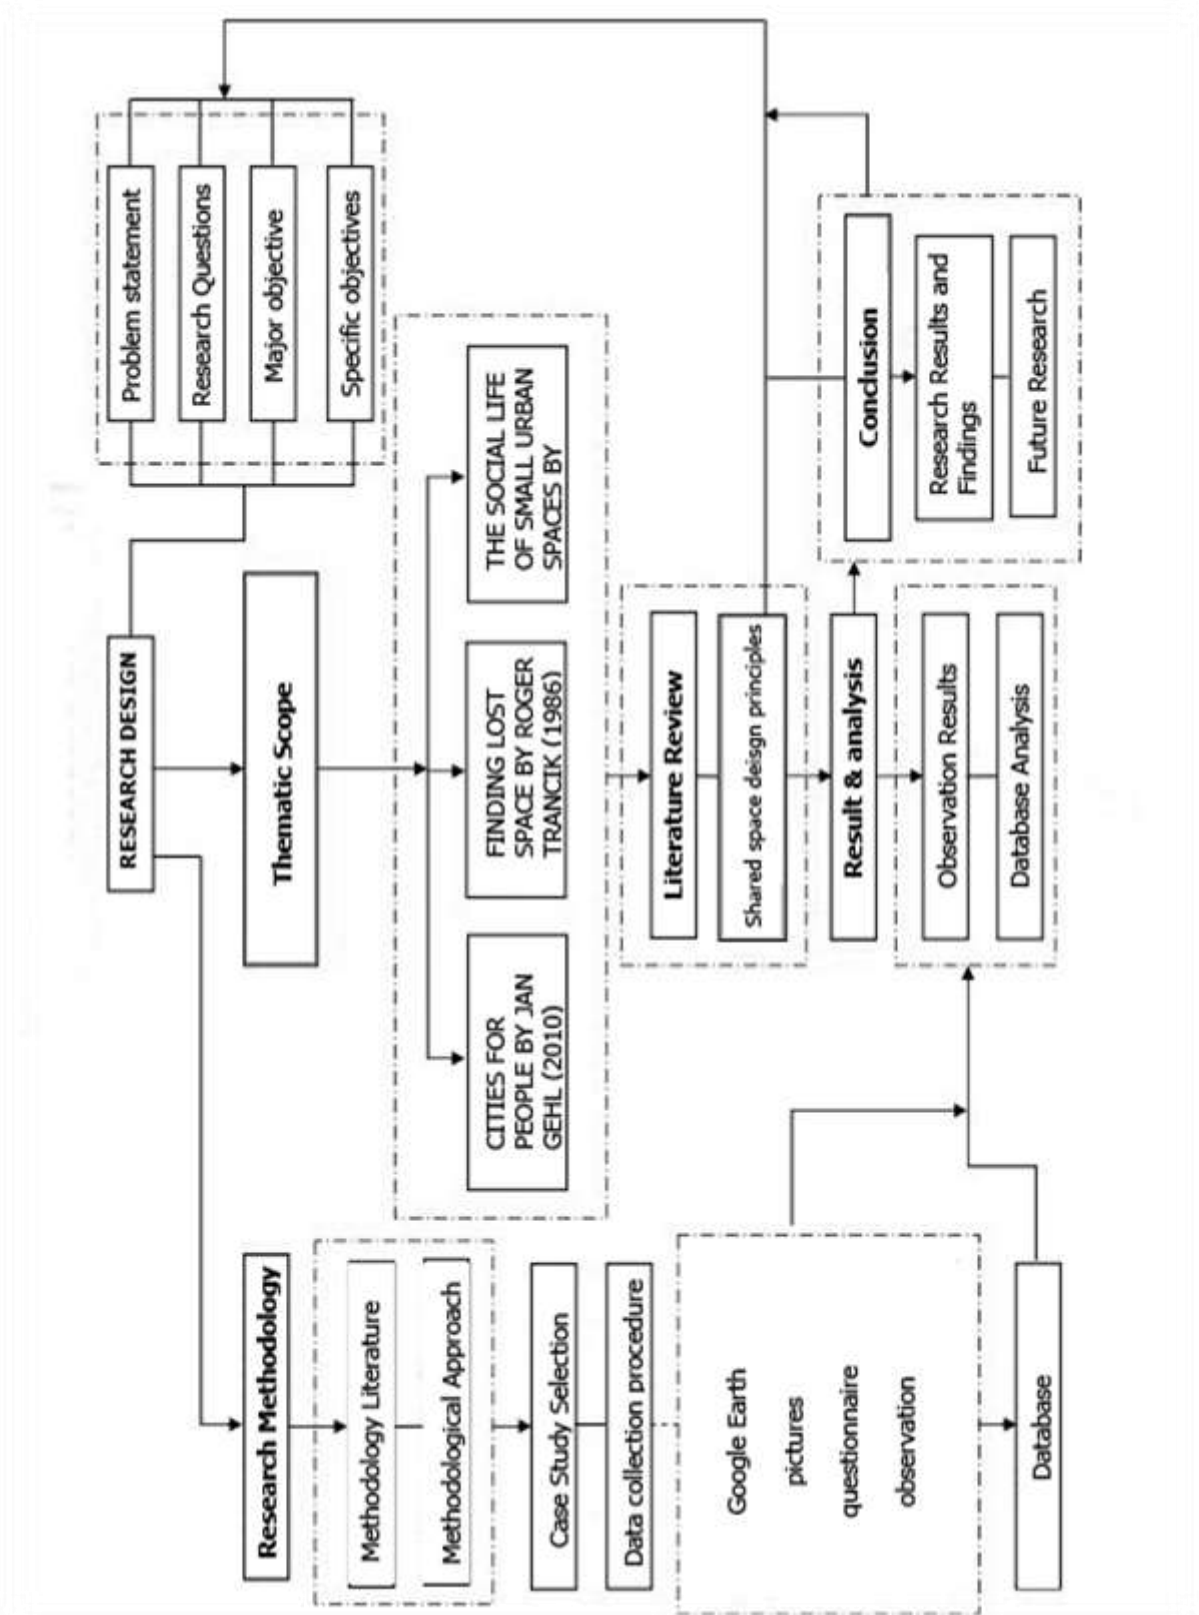 RESEARCH DESIGN
Problem statement
Research Questions
Major objective
Specific objectives
Thematic Scope
CITIES FOR
PEOPLE BY JAN
GEHL (2010)
FINDING LOST
SPACE BY ROGER
TRANCIK (1986)
THE SOCIAL LIFE
OF SMALL URBAN
SPACES BY
Research Methodology
Methodology Literature
Methodological Approach
Case Study Selection
Data collection procedure
Google Earth
pictures
questionnaire
observation
Database
Literature Review
Shared space deisgn principles
Result & analysis
Observation Results
Database Analysis
Conclusion
Research Results and
Findings
Future Research